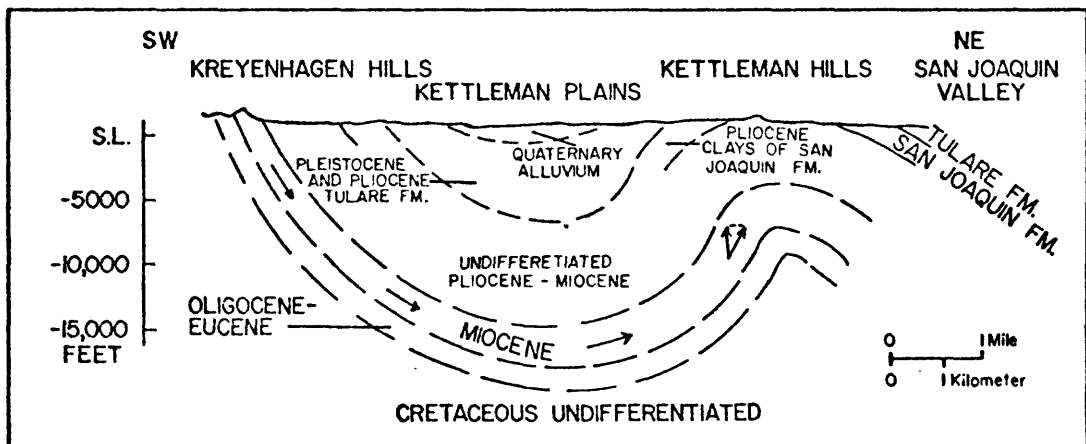 SW
NE
KREYENHAGEN HILLS
KETTLEMAN PLAINS
KETTLEMAN HILLS
SAN JOAQUIN
VALLEY
S.L.
-5000
-10,000
-15,000
FEET
PLEISTOCENE
AND PLIOCENE
TULARE FM.
QUATERNARY
ALLUVIUM
PLIOCENE
CLAYS OF SAN
JOAQUIN FM.
TULARE FM.
SAN JOAQUIN FM.
UNDIFFERETIATED
PLIOCENE - MIOCENE
OLIGOCENE-
EUCENE
MIOCENE
0 1 Mile
0 1 Kilometer
CRETACEOUS UNDIFFERENTIATED